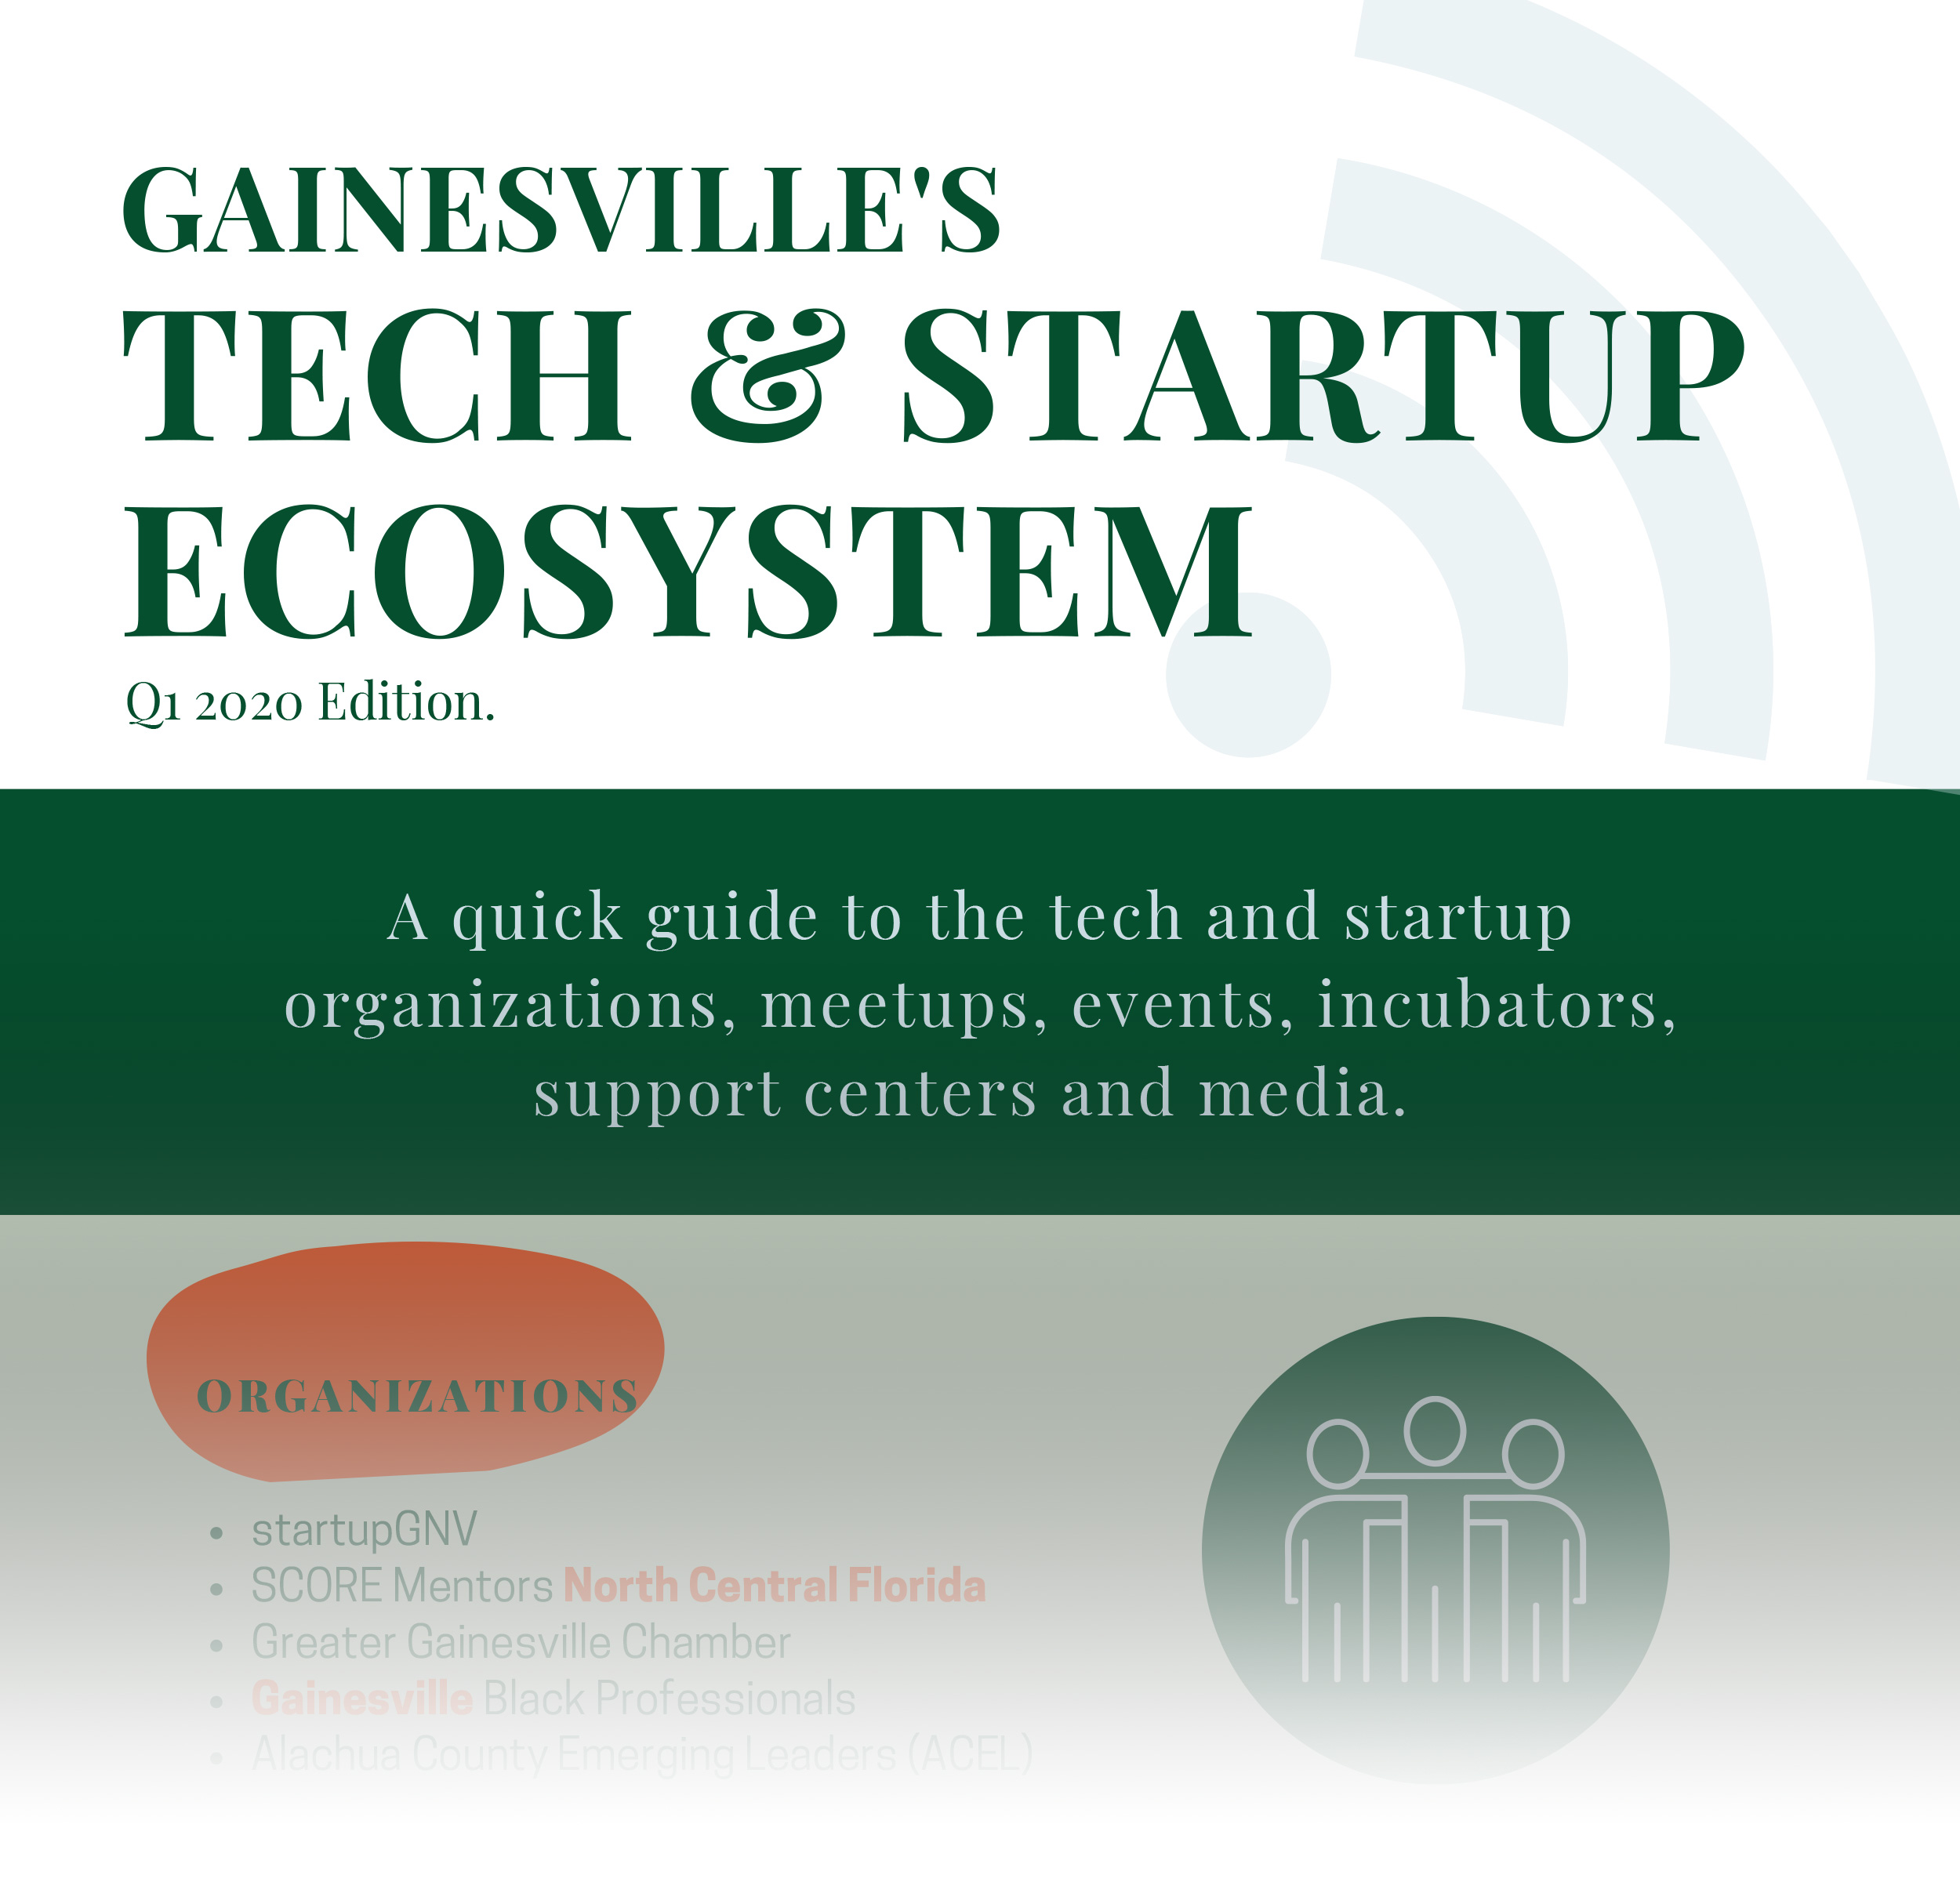 GAINESVILLE'S
TECH & STARTUP
ECOSYSTEM
Q1 2020 Edition.
A quick guide to the tech and startup
organizations, meetups, events, incubators,
support centers and media.
ORGANIZATIONS
• startupGNV
• SCORE Mentors North Central Florida
• Greater Gainesville Chamber
• Gainesville Black Professionals
• Alachua County Emerging Leaders (ACEL)